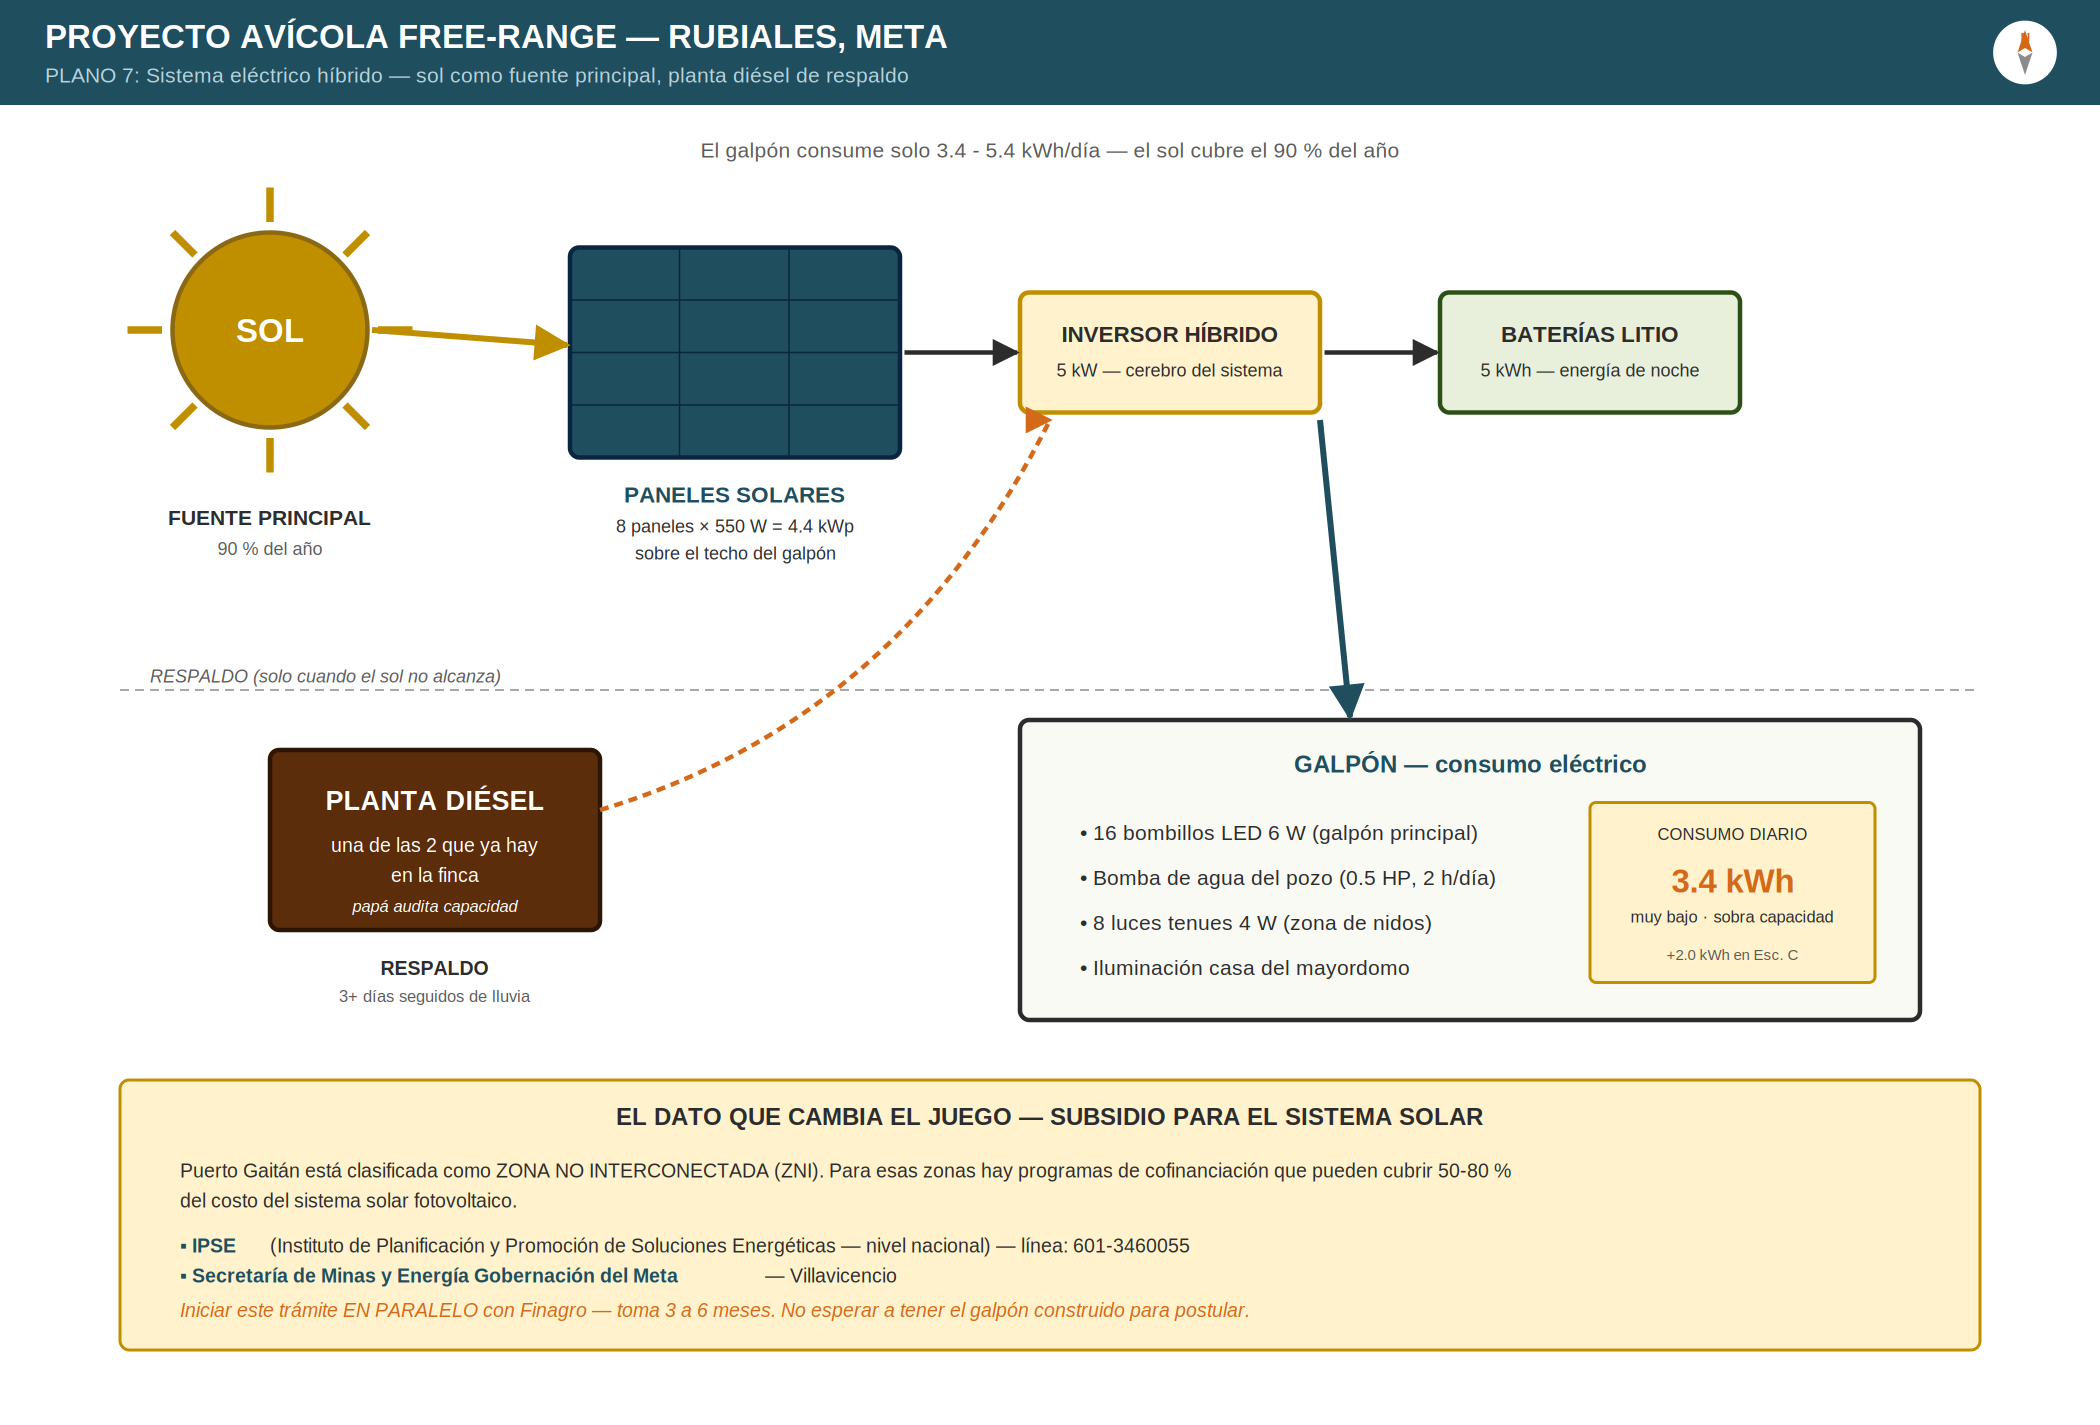 PROYECTO AVÍCOLA FREE-RANGE — RUBIALES, META
PLANO 7: Sistema eléctrico híbrido — sol como fuente principal, planta diésel de respaldo
El galpón consume solo 3.4 - 5.4 kWh/día — el sol cubre el 90 % del año
SOL
FUENTE PRINCIPAL
90 % del año
PANELES SOLARES
8 paneles × 550 W = 4.4 kWp
sobre el techo del galpón
INVERSOR HÍBRIDO
5 kW — cerebro del sistema
BATERÍAS LITIO
5 kWh — energía de noche
RESPALDO (solo cuando el sol no alcanza)
PLANTA DIÉSEL
una de las 2 que ya hay
en la finca
papá audita capacidad
RESPALDO
3+ días seguidos de lluvia
GALPÓN — consumo eléctrico
• 16 bombillos LED 6 W (galpón principal)
• Bomba de agua del pozo (0.5 HP, 2 h/día)
• 8 luces tenues 4 W (zona de nidos)
• Iluminación casa del mayordomo
CONSUMO DIARIO
3.4 kWh
muy bajo · sobra capacidad
+2.0 kWh en Esc. C
EL DATO QUE CAMBIA EL JUEGO — SUBSIDIO PARA EL SISTEMA SOLAR
Puerto Gaitán está clasificada como ZONA NO INTERCONECTADA (ZNI). Para esas zonas hay programas de cofinanciación que pueden cubrir 50-80 %
del costo del sistema solar fotovoltaico.
▪ IPSE (Instituto de Planificación y Promoción de Soluciones Energéticas — nivel nacional) — línea: 601-3460055
▪ Secretaría de Minas y Energía Gobernación del Meta — Villavicencio
Iniciar este trámite EN PARALELO con Finagro — toma 3 a 6 meses. No esperar a tener el galpón construido para postular.